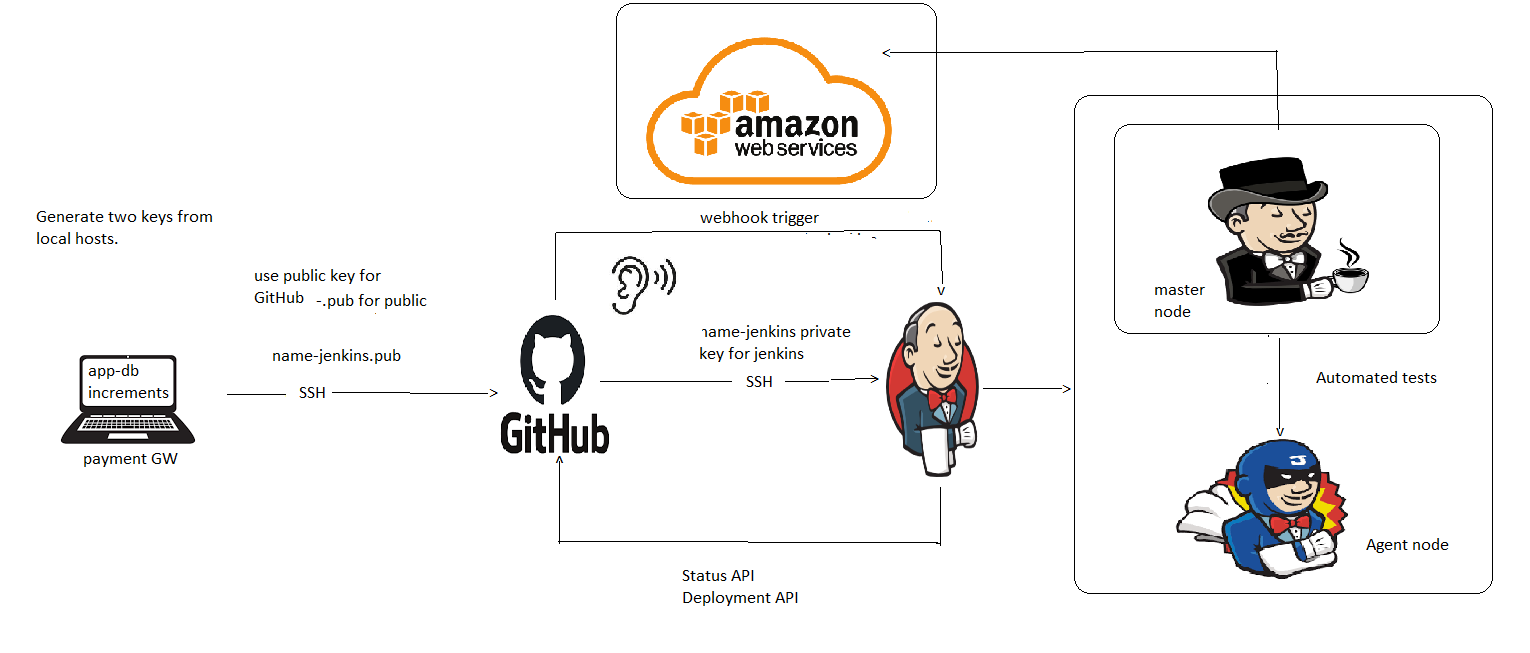 amazon
web services
webhook trigger
Generate two keys from
local hosts.
use public key for
GitHub -.pub for public
name-jenkins.pub
SSH
app-db
increments
payment GW
GitHub
name-jenkins private
key for jenkins
SSH
Status API
Deployment API
master
node
Automated tests
J
Agent node